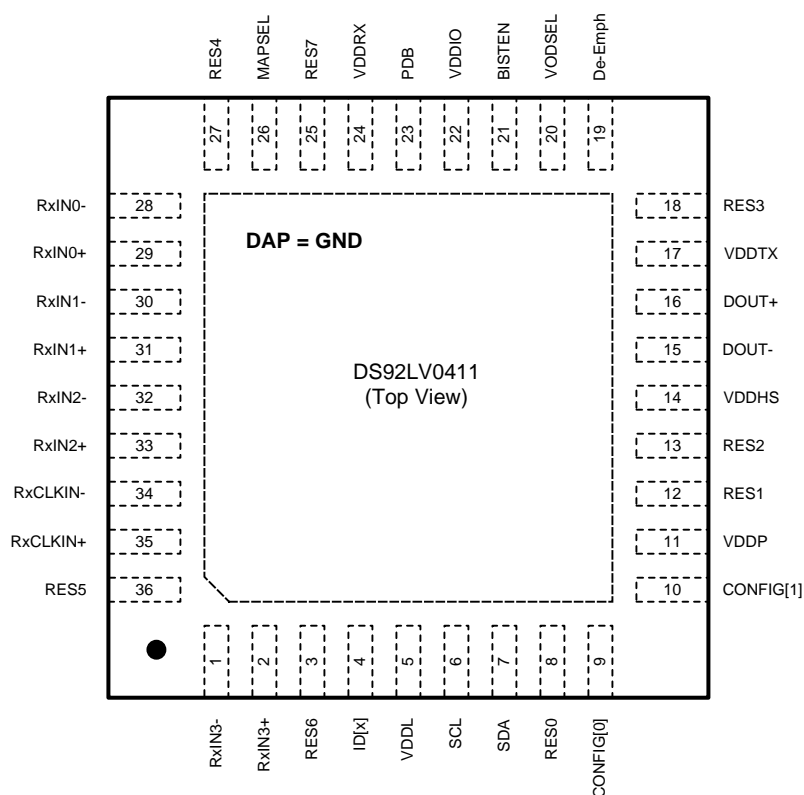 RES4
MAPSEL
RES7
VDDRX
PDB
VDDIO
BISTEN
VODSEL
De-Emph
27
26
25
24
23
22
21
20
19
RxIN0- 28
RxIN0+ 29
RxIN1- 30
RxIN1+ 31
RxIN2- 32
RxIN2+ 33
RxCLKIN- 34
RxCLKIN+ 35
RES5 36
DAP = GND
DS92LV0411
(Top View)
18 RES3
17 VDDTX
16 DOUT+
15 DOUT-
14 VDDHS
13 RES2
12 RES1
11 VDDP
10 CONFIG[1]
1
2
3
4
5
6
7
8
9
RxIN3-
RxIN3+
RES6
ID[x]
VDDL
SCL
SDA
RES0
CONFIG[0]